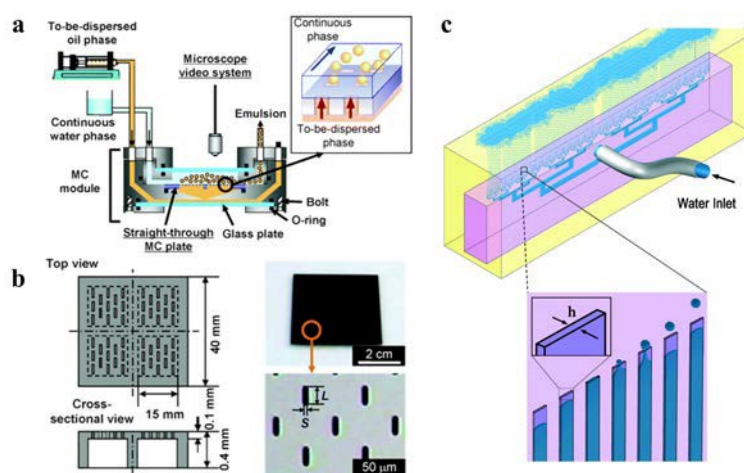 a
To-be-dispersed
oil phase
Continuous
water phase
MC
module
Microscope
video system
Emulsion
Continuous
phase
To-be-dispersed
phase
Bolt
O-ring
Glass plate
Straight-through
MC plate
b
Top view
40 mm
15 mm
Cross-
sectional view
0.1 mm
0.4 mm
2 cm
L
S
50 μm
c
Water Inlet
h